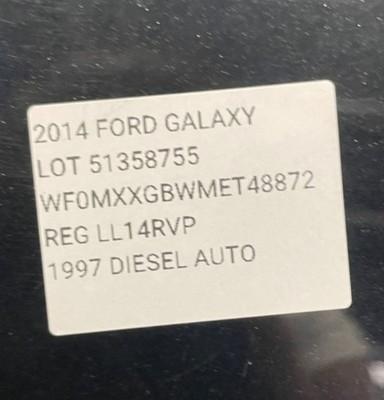 2014 FORD GALAXY
LOT 51358755
WF0MXXGBWMET48872
REG LL14RVP
1997 DIESEL AUTO